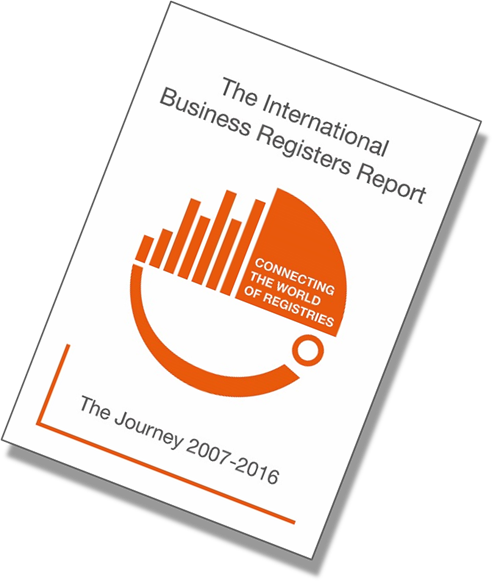 The International
Business Registers Report
CONNECTING
THE WORLD
OF REGISTRIES
The Journey 2007-2016